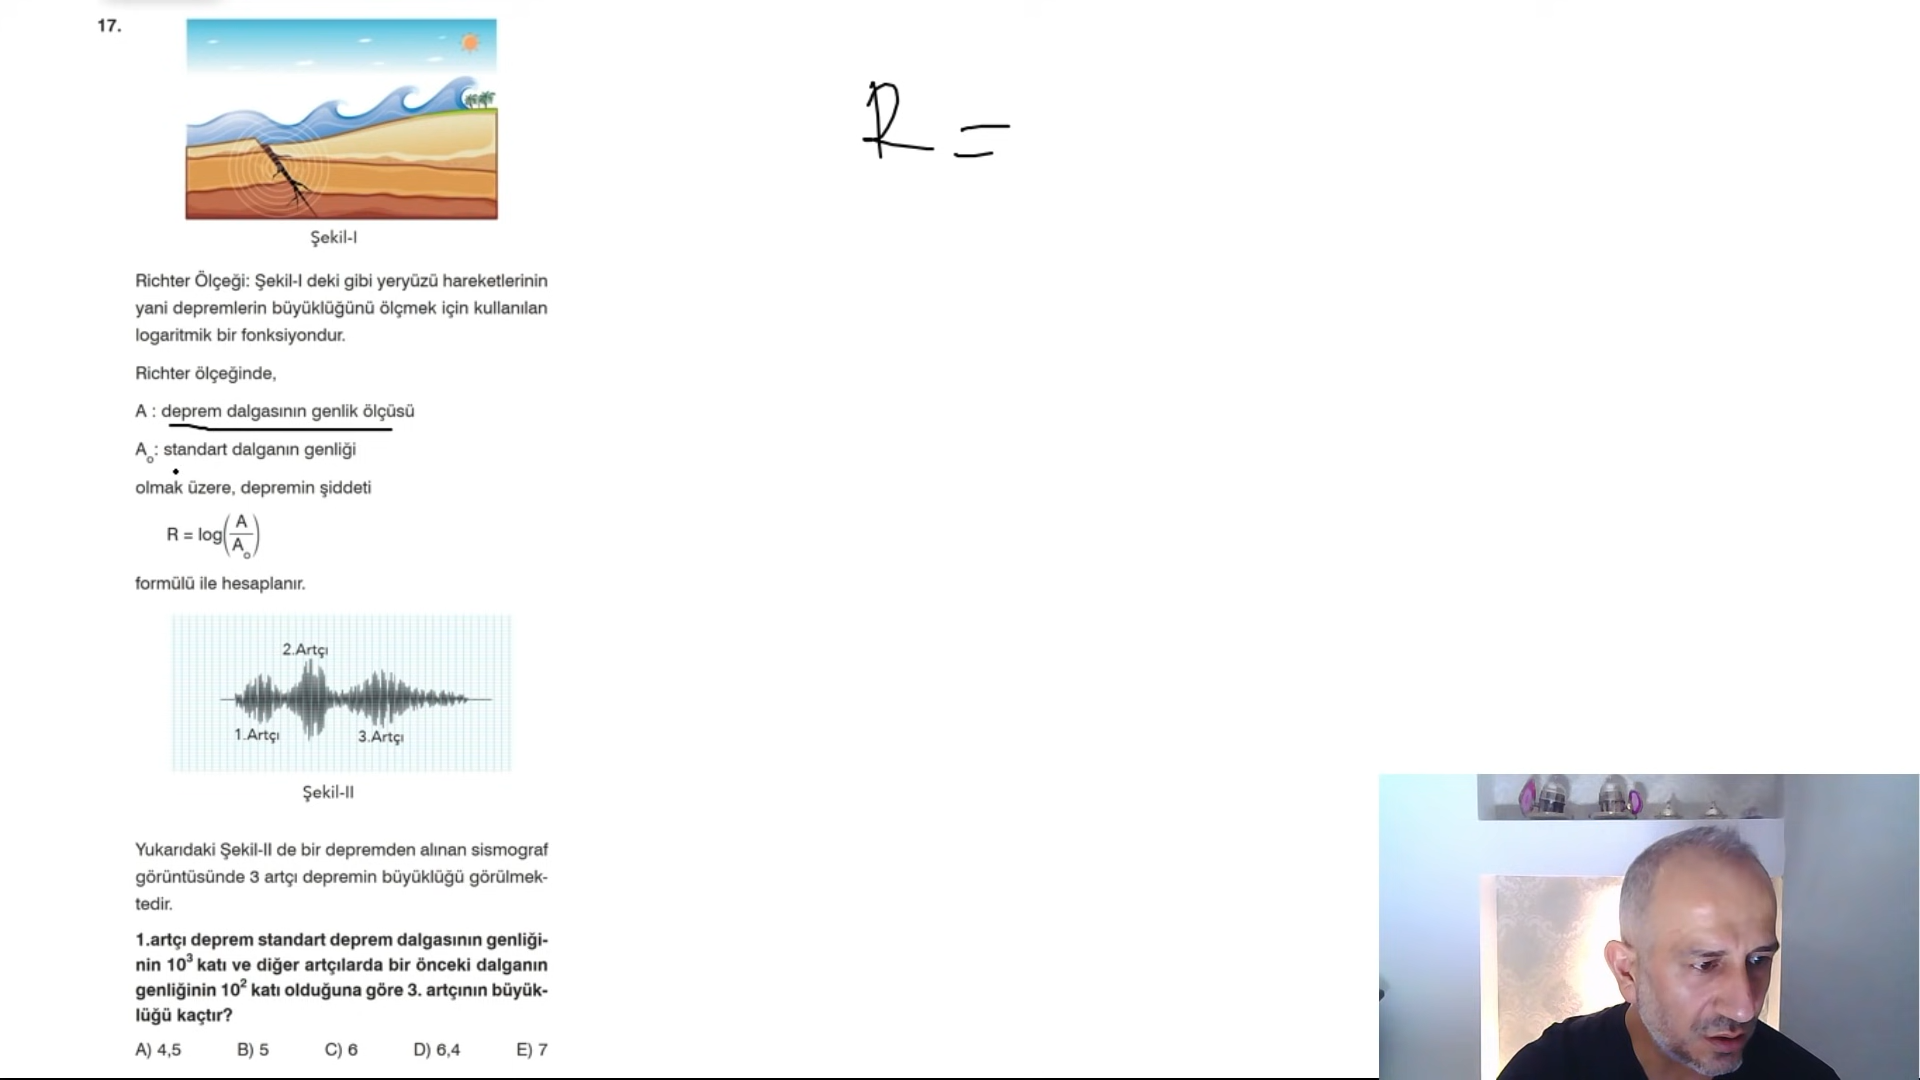 17.
Şekil-I
Richter Ölçeği: Şekil-I deki gibi yeryüzü hareketlerinin
yani depremlerin büyüklüğünü ölçmek için kullanılan
logaritmik bir fonksiyondur.
Richter ölçeğinde,
A : deprem dalgasının genlik ölçüsü
A₀: standart dalganın genliği
olmak üzere, depremin şiddeti
R = log(A/A₀)
formülü ile hesaplanır.
2.Artçı
1.Artçı 3.Artçı
Şekil-II
Yukarıdaki Şekil-II de bir depremden alınan sismograf
görüntüsünde 3 artçı depremin büyüklüğü görülmek-
tedir.
1.artçı deprem standart deprem dalgasının genliği-
nin 10³ katı ve diğer artçılarda bir önceki dalganın
genliğinin 10² katı olduğuna göre 3. artçının büyük-
lüğü kaçtır?
A) 4,5 B) 5 C) 6 D) 6,4 E) 7
R =